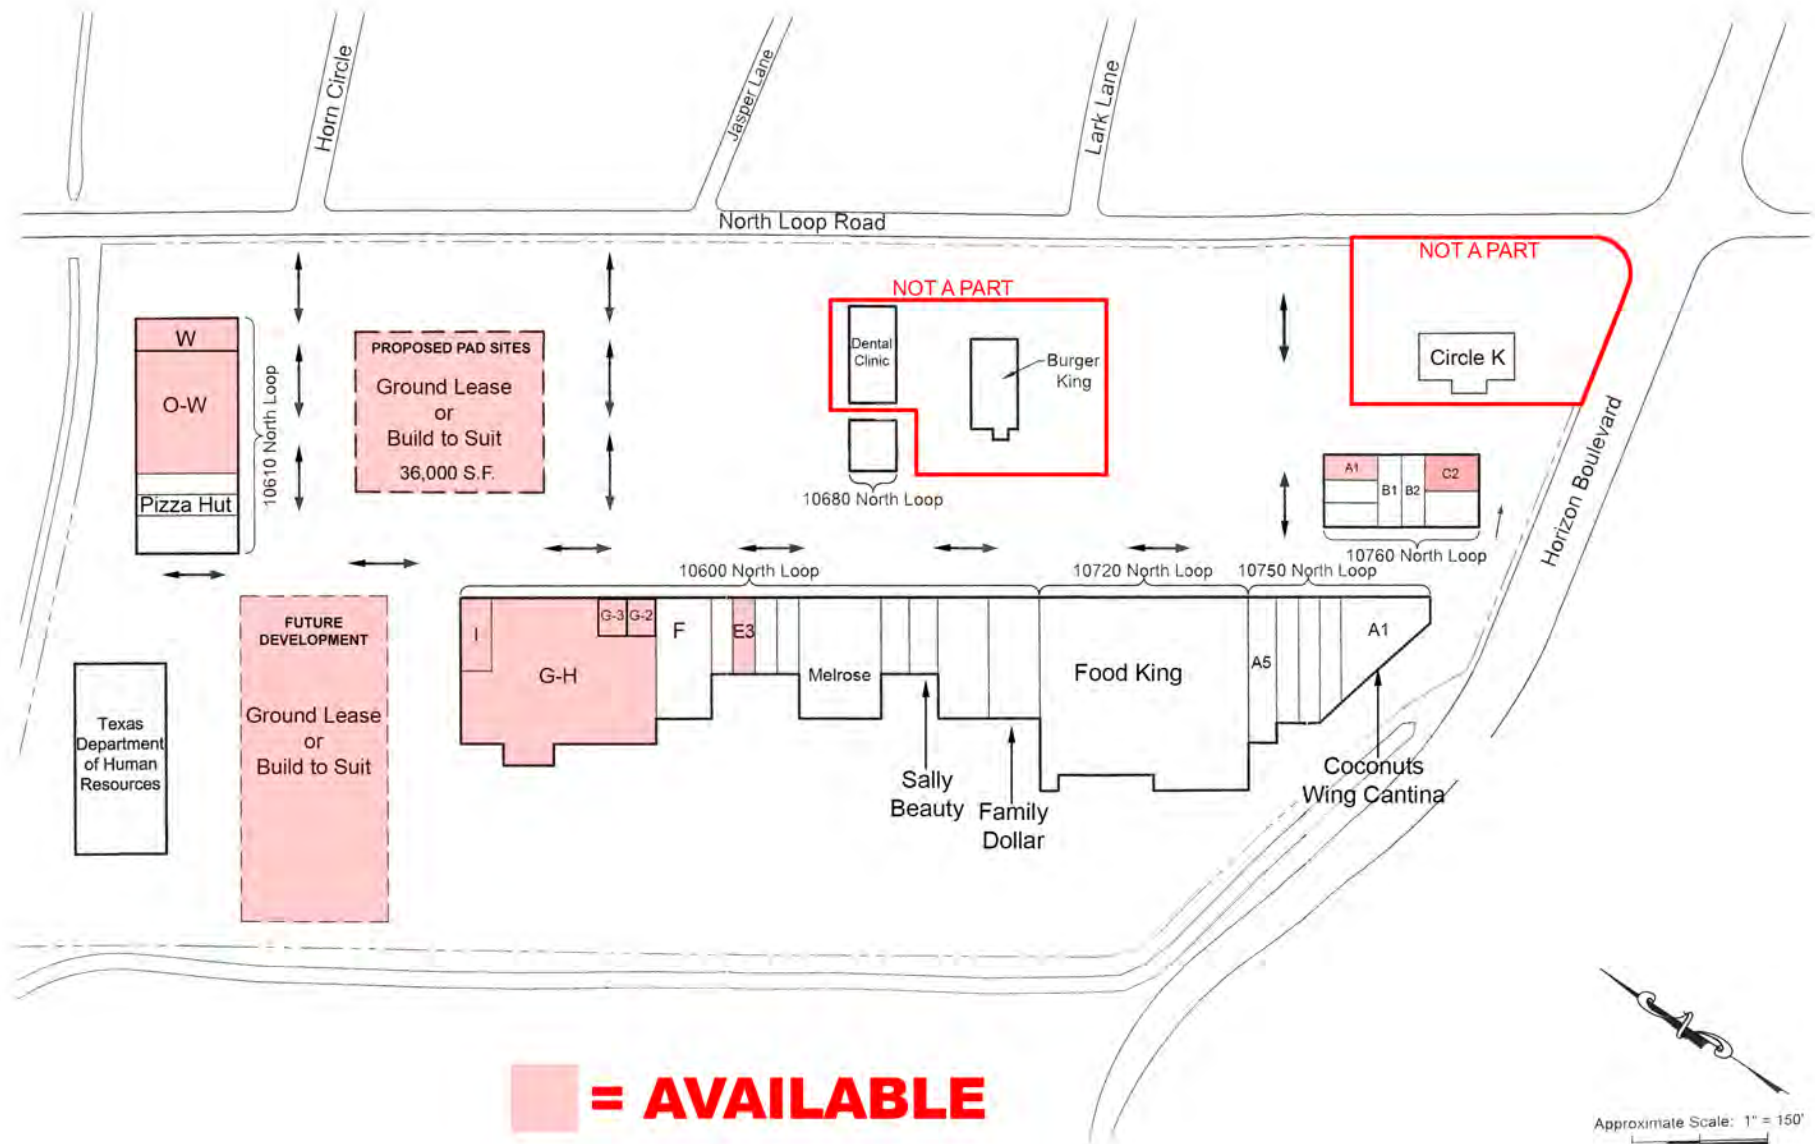 Horn Circle
Jasper Lane
Lark Lane
North Loop Road
NOT A PART
NOT A PART
W
O-W
Pizza Hut
10610 North Loop
PROPOSED PAD SITES
Ground Lease
or
Build to Suit
36,000 S.F.
Dental
Clinic
Burger
King
10680 North Loop
Circle K
Horizon Boulevard
A1
B1
B2
C2
10760 North Loop
10600 North Loop
10720 North Loop
10750 North Loop
FUTURE
DEVELOPMENT
Ground Lease
or
Build to Suit
Texas
Department
of Human
Resources
I
G-H
G-3
G-2
F
E3
Melrose
Food King
A5
A1
Sally
Beauty
Family
Dollar
Coconuts
Wing Cantina
= AVAILABLE
Approximate Scale: 1" = 150'